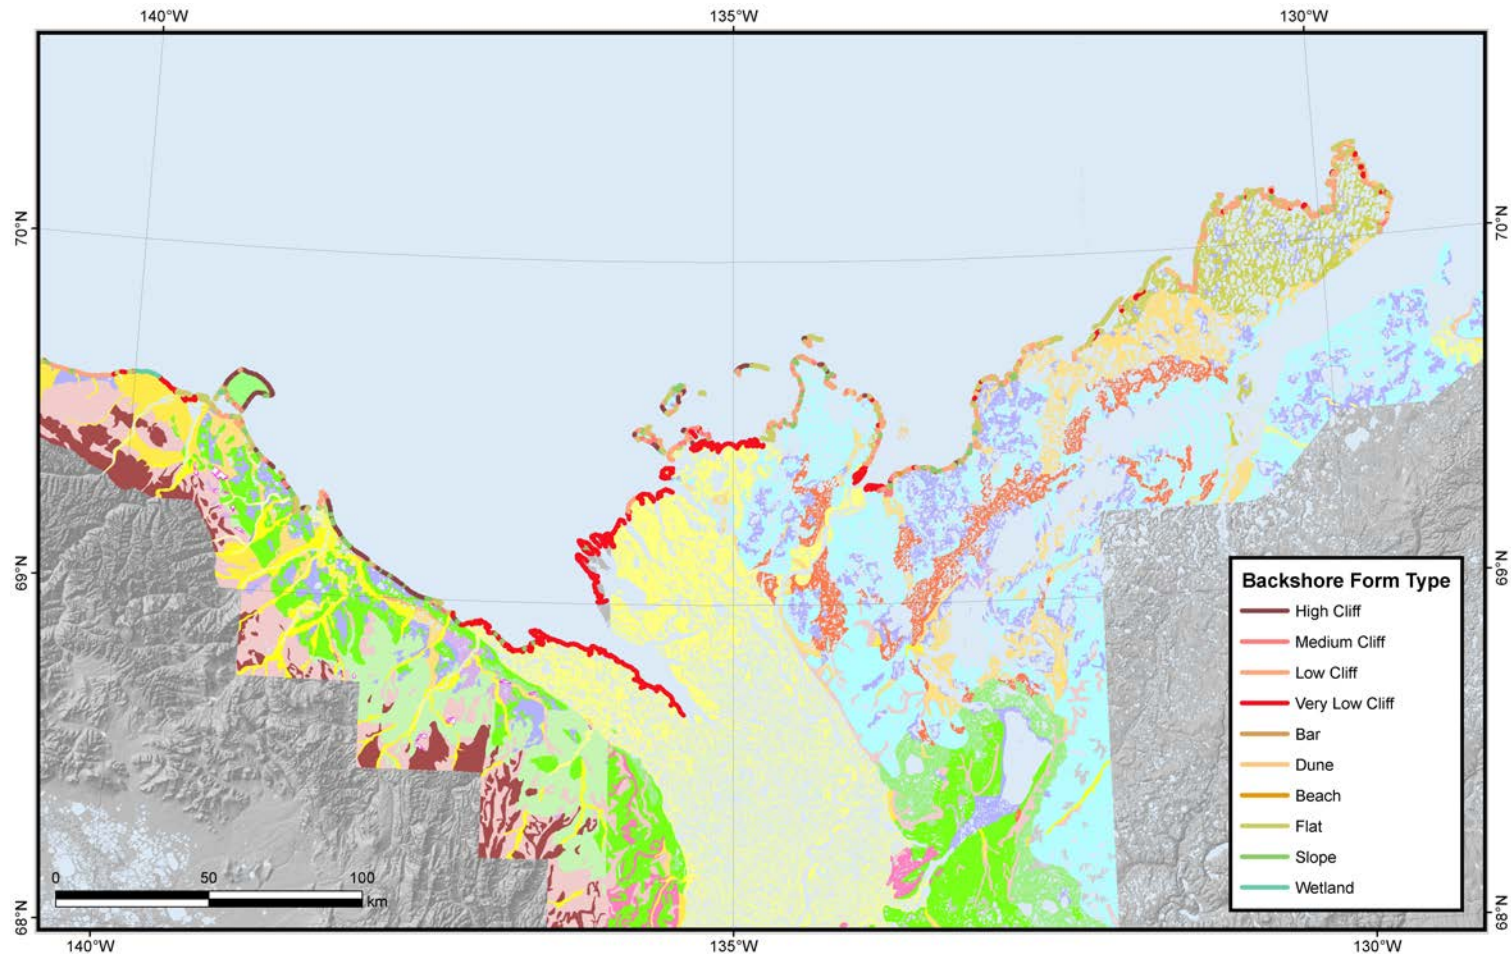 140°W 135°W 130°W
70°N 70°N
69°N 69°N
Backshore Form Type
High Cliff
Medium Cliff
Low Cliff
Very Low Cliff
Bar
Dune
Beach
Flat
Slope
Wetland
0 50 100
km
68°N 68°N
140°W 135°W 130°W